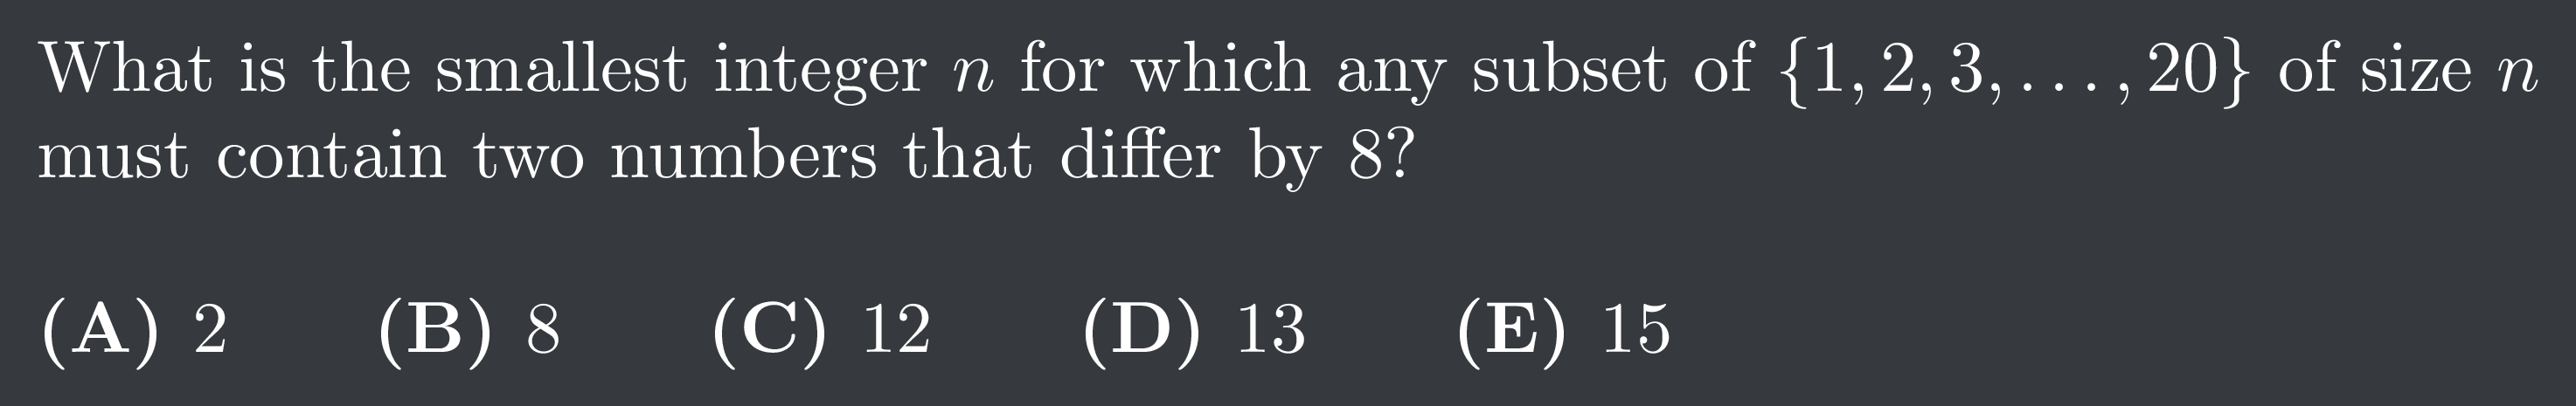 What is the smallest integer n for which any subset of {1, 2, 3, . . . , 20} of size n
must contain two numbers that differ by 8?
(A) 2 (B) 8 (C) 12 (D) 13 (E) 15